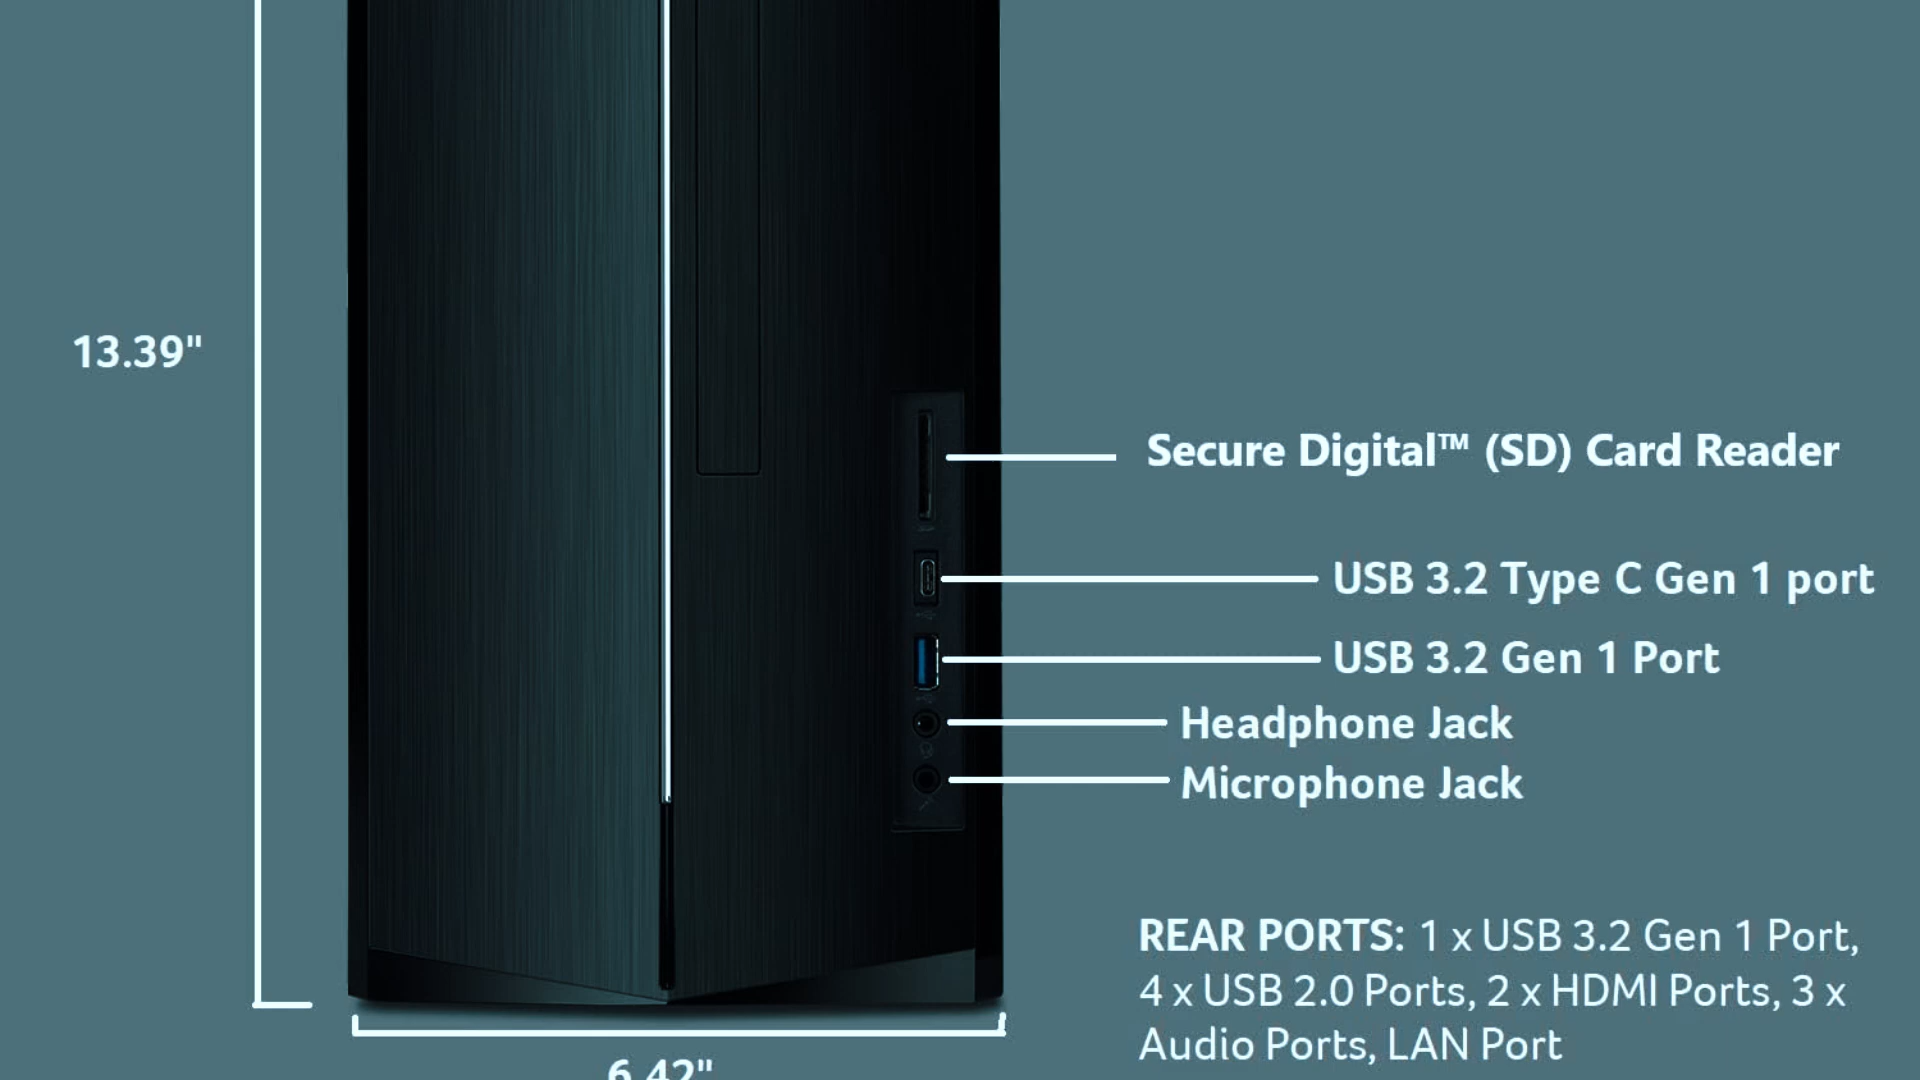 13.39"
Secure Digital™ (SD) Card Reader
USB 3.2 Type C Gen 1 port
USB 3.2 Gen 1 Port
Headphone Jack
Microphone Jack
REAR PORTS: 1 x USB 3.2 Gen 1 Port,
4 x USB 2.0 Ports, 2 x HDMI Ports, 3 x
Audio Ports, LAN Port
6.42"